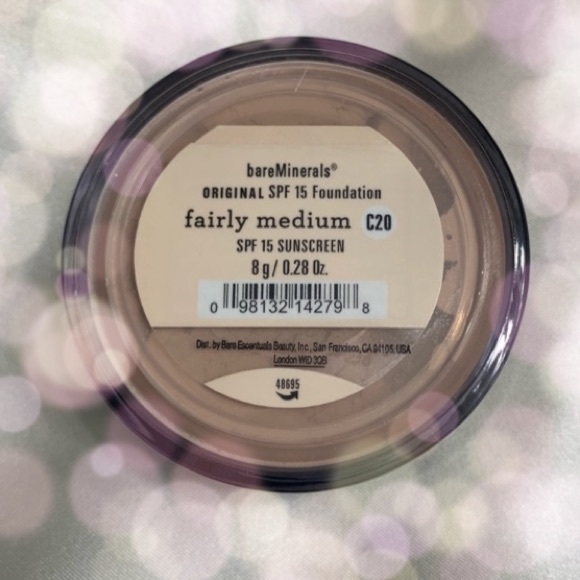 bareMinerals®
ORIGINAL SPF 15 Foundation
fairly medium C20
SPF 15 SUNSCREEN
8 g / 0.28 Oz.
0 98132 14279 8
Dist. by Bare Escentuals Beauty, Inc., San Francisco, CA 94105, USA
London W1D 3QB
48695